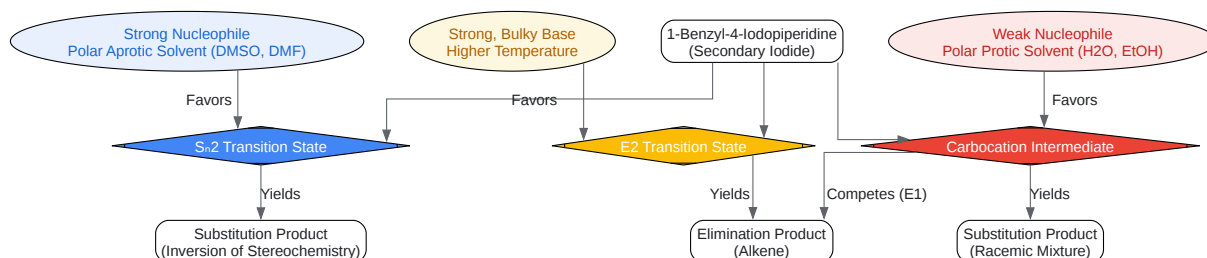 Strong Nucleophile
Polar Aprotic Solvent (DMSO, DMF)
Strong, Bulky Base
Higher Temperature
1-Benzyl-4-Iodopiperidine
(Secondary Iodide)
Weak Nucleophile
Polar Protic Solvent (H2O, EtOH)
Favors
Favors
Favors
Sₙ2 Transition State
E2 Transition State
Carbocation Intermediate
Yields
Yields
Competes (E1)
Yields
Substitution Product
(Inversion of Stereochemistry)
Elimination Product
(Alkene)
Substitution Product
(Racemic Mixture)